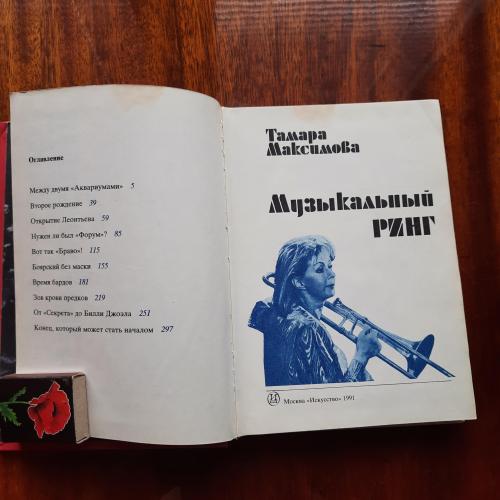 Оглавление
Между двумя «Аквариумами» 5
Второе рождение 39
Открытие Леонтьева 59
Нужен ли был «Форум»? 85
Вот так «Браво»! 115
Боярский без маски 155
Время бардов 181
Зов крови предков 219
От «Секрета» до Билли Джоэла 251
Конец, который может стать началом 297
Тамара
Максимова
Музыкальный
РИНГ
Москва «Искусство» 1991